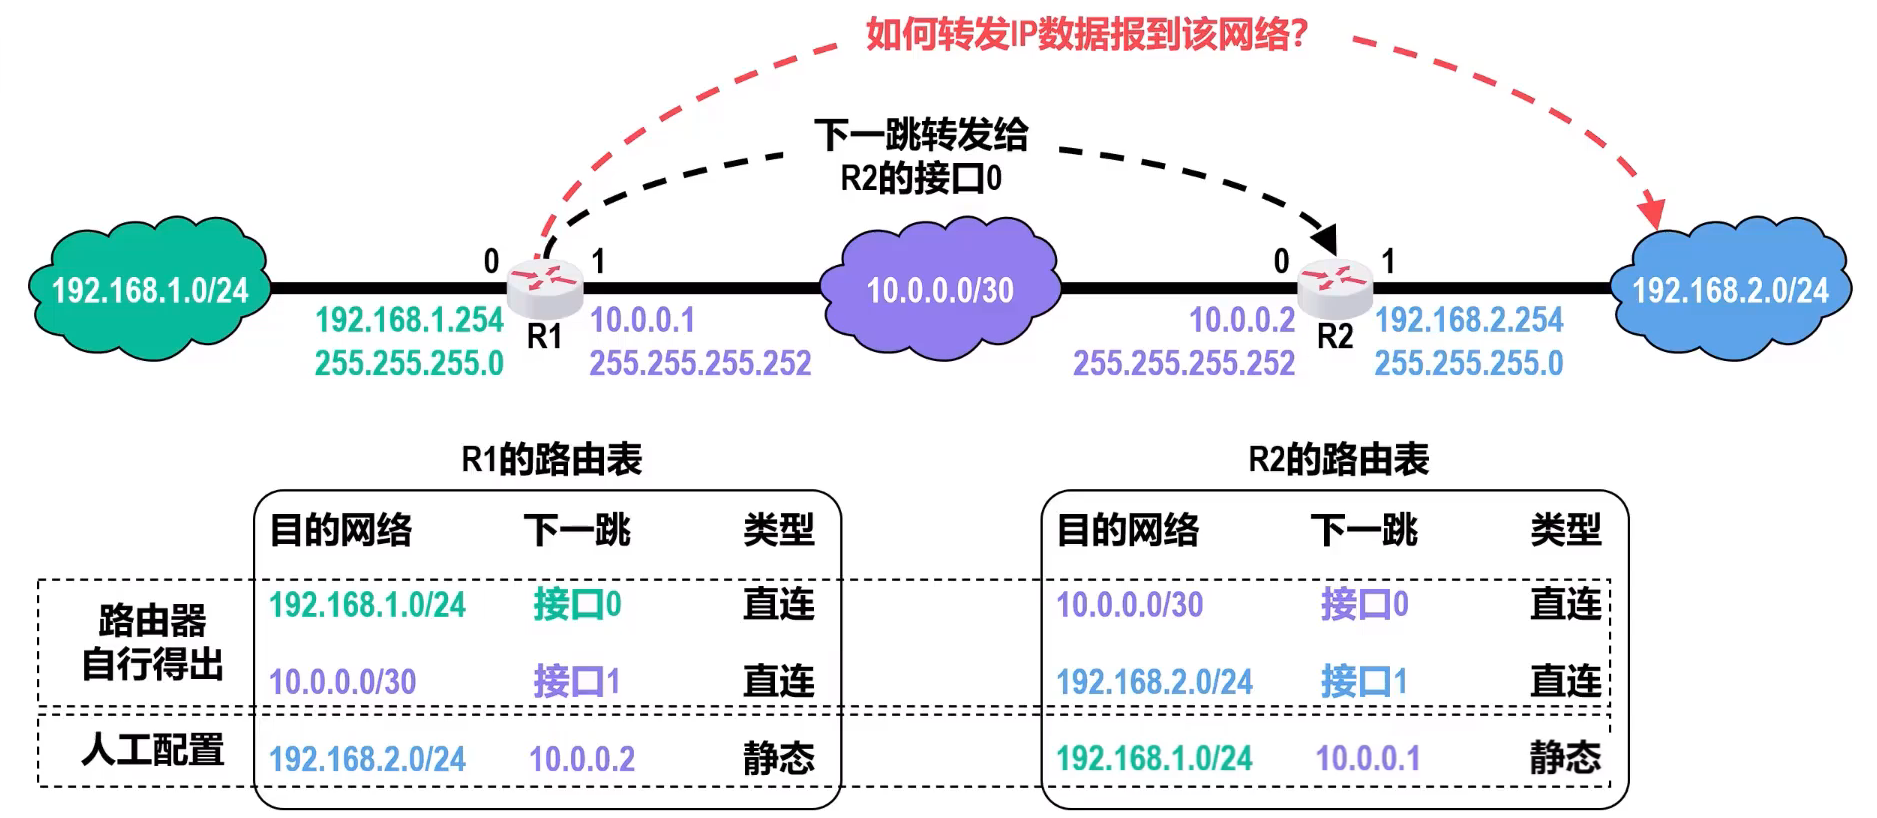 如何转发IP数据报到该网络?
下一跳转发给
R2的接口0
0
1
0
1
192.168.1.0/24
10.0.0.0/30
192.168.2.0/24
192.168.1.254
255.255.255.0
R1
10.0.0.1
255.255.255.252
10.0.0.2
255.255.255.252
R2
192.168.2.254
255.255.255.0
R1的路由表
目的网络 下一跳 类型
192.168.1.0/24 接口0 直连
10.0.0.0/30 接口1 直连
192.168.2.0/24 10.0.0.2 静态
R2的路由表
目的网络 下一跳 类型
10.0.0.0/30 接口0 直连
192.168.2.0/24 接口1 直连
192.168.1.0/24 10.0.0.1 静态
路由器
自行得出
人工配置